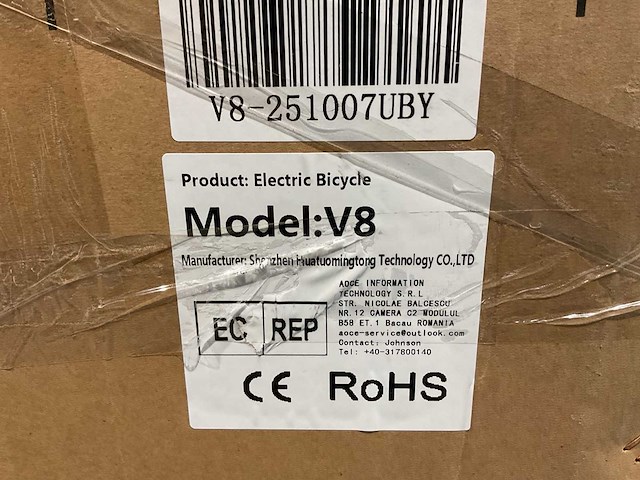 V8-251007UBY
Product: Electric Bicycle
Model:V8
Manufacturer: Shenzhen Huatuomingtong Technology CO.,LTD
AOCE INFORMATION
TECHNOLOGY S.R.L
STR. NICOLAE BALCESCU
NR.12 CAMERA C2 MODULUL
B5B ET.1 Bacau ROMANIA
aoce-service@outlook.com
Contact: Johnson
Tel: +40-317800140
EC REP
CE RoHS